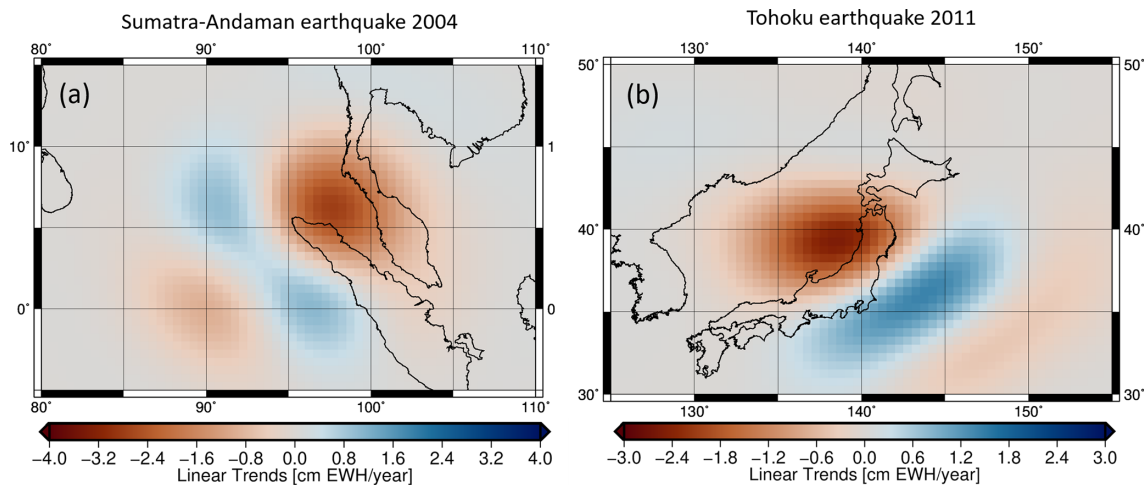 Sumatra-Andaman earthquake 2004
80° 90° 100° 110°
(a)
10° 1
0° 0
80° 90° 100° 110°
−4.0 −3.2 −2.4 −1.6 −0.8 0.0 0.8 1.6 2.4 3.2 4.0
Linear Trends [cm EWH/year]
Tohoku earthquake 2011
130° 140° 150°
50° 50°
(b)
40° 40°
30° 30°
130° 140° 150°
−3.0 −2.4 −1.8 −1.2 −0.6 0.0 0.6 1.2 1.8 2.4 3.0
Linear Trends [cm EWH/year]